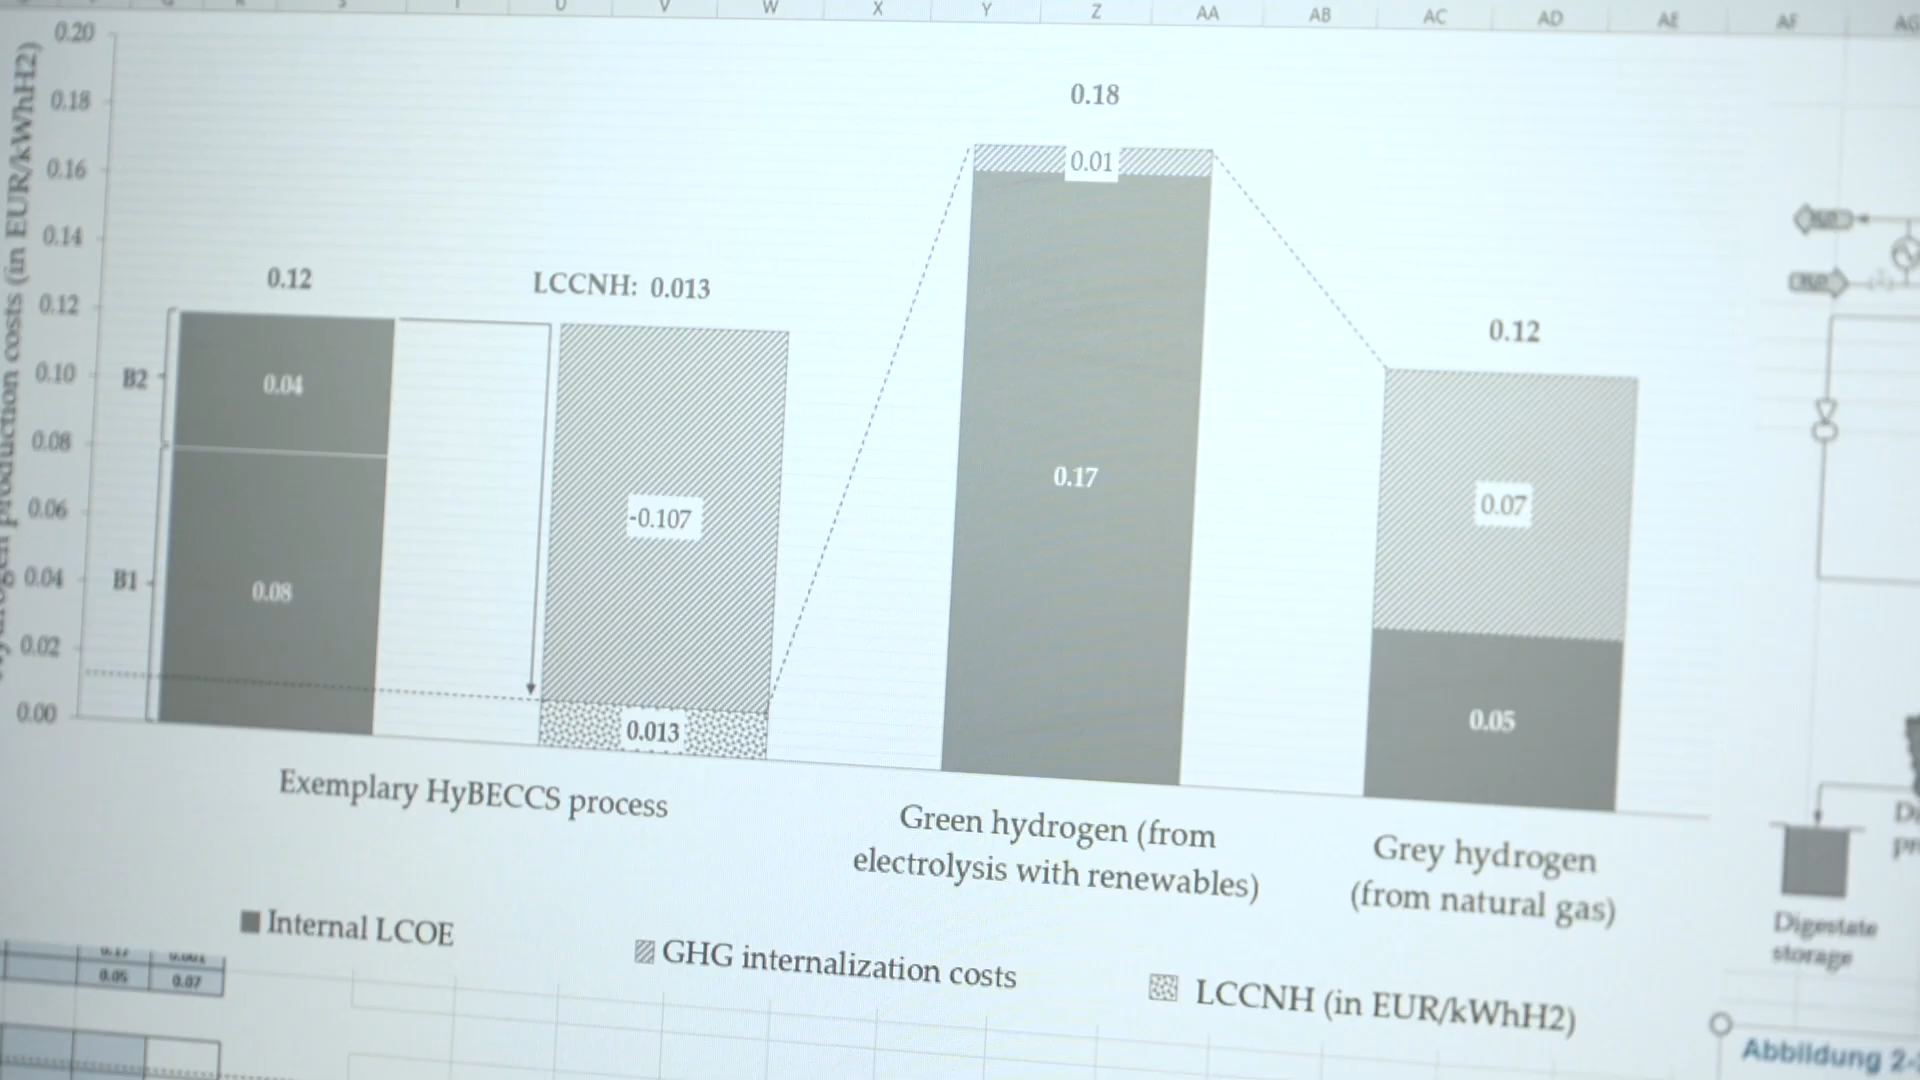 V W X Y Z AA AB AC AD AE AF AG
0.20
0.18
0.16
0.14
0.12
0.10
0.08
0.06
0.04
0.02
0.00
production costs (in EUR/kWhH2)
0.12
B2
0.04
B1
0.08
LCCNH: 0.013
-0.107
0.013
0.18
0.01
0.17
0.12
0.07
0.05
Exemplary HyBECCS process
Green hydrogen (from
electrolysis with renewables)
Grey hydrogen
(from natural gas)
Internal LCOE
GHG internalization costs
LCCNH (in EUR/kWhH2)
0.05 0.07
Digestate
storage
Abbildung 2-